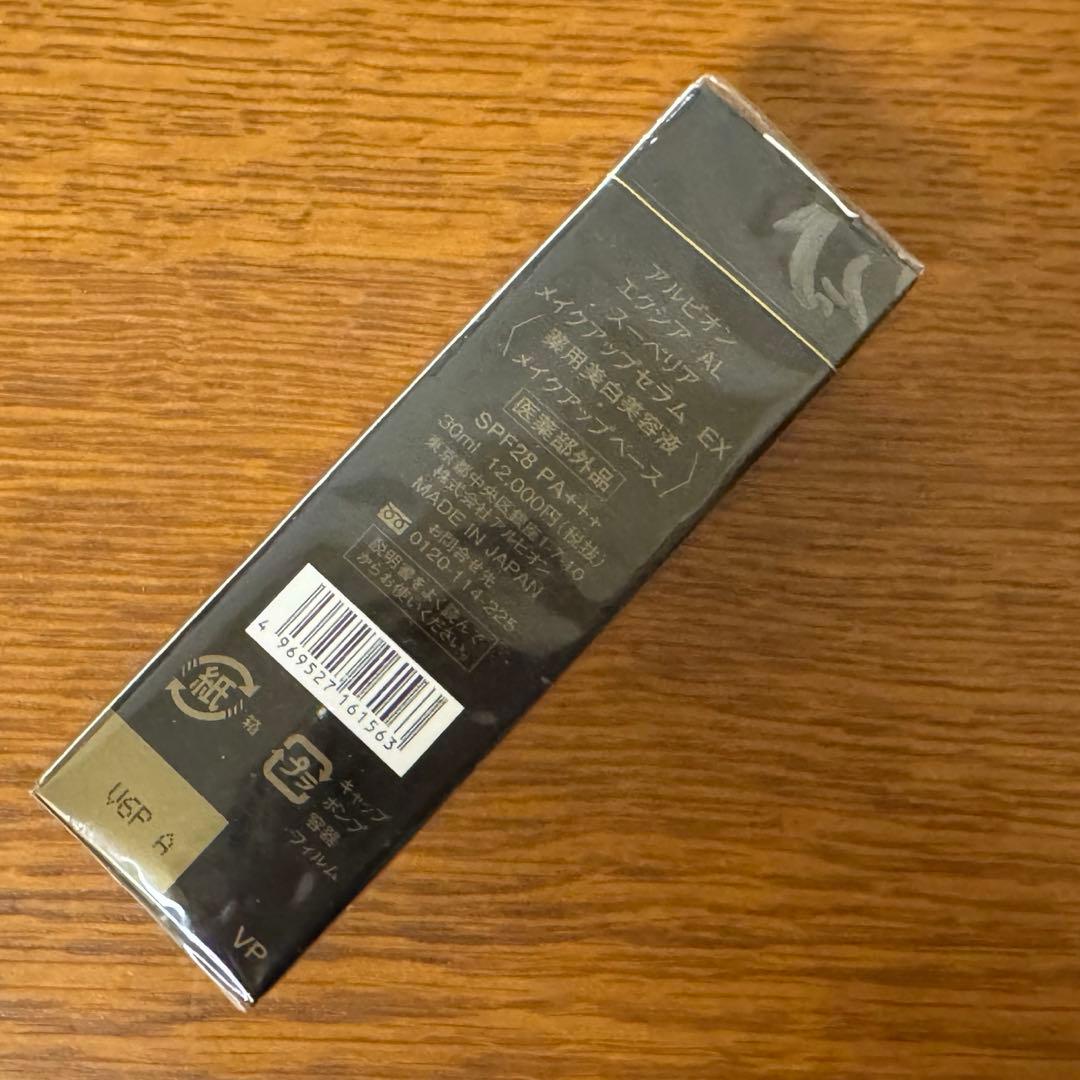 アルビオン
エクシア AL
スーペリア
メイクアップセラム EX
薬用美白美容液
メイクアップベース
医薬部外品
SPF28 PA+++
30ml 12,000円(税抜)
東京都中央区銀座1-7-10
株式会社アルビオン
MADE IN JAPAN
お問合せ先
0120-114-225
説明書をよく読んで
からお使いください。
4 969527 161563
紙
箱
プラ
キャップ
ポンプ
容器
フィルム
V6P A
VP